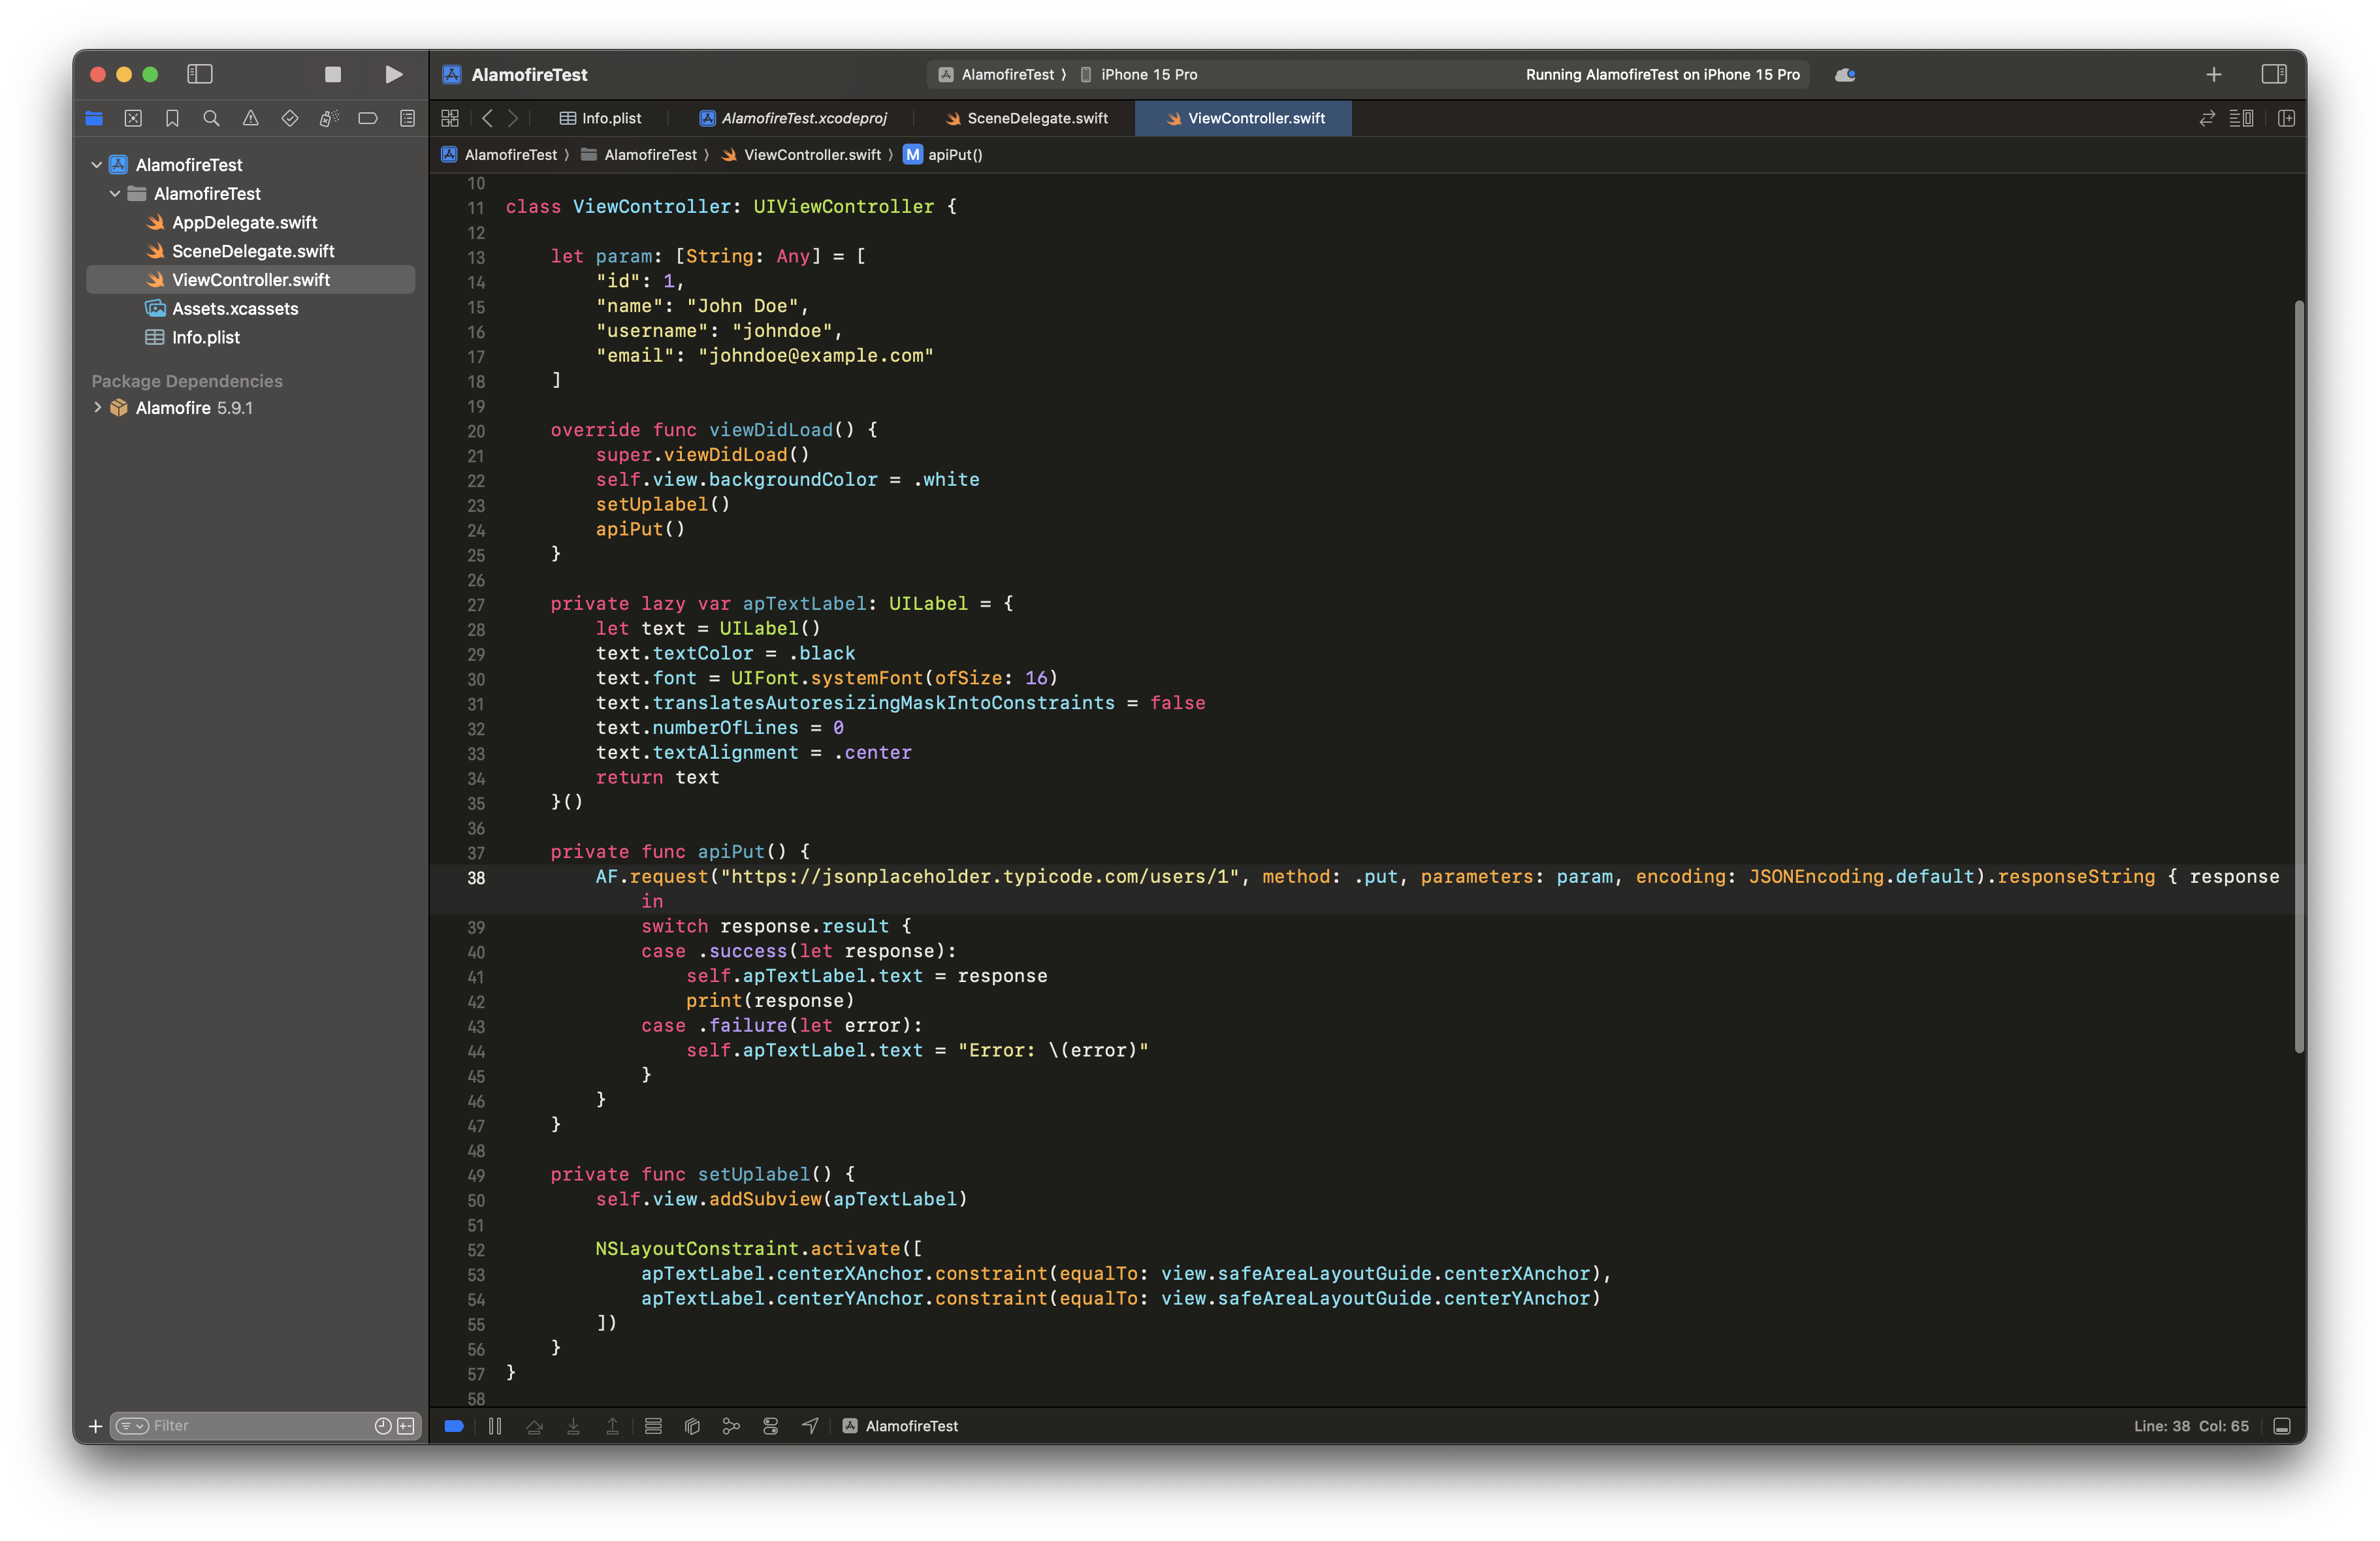 AlamofireTest
AlamofireTest 〉 iPhone 15 Pro
Running AlamofireTest on iPhone 15 Pro
Info.plist
AlamofireTest.xcodeproj
SceneDelegate.swift
ViewController.swift
AlamofireTest 〉 AlamofireTest 〉 ViewController.swift 〉 M apiPut()
AlamofireTest
AlamofireTest
AppDelegate.swift
SceneDelegate.swift
ViewController.swift
Assets.xcassets
Info.plist
Package Dependencies
Alamofire 5.9.1
10
11 class ViewController: UIViewController {
12
13     let param: [String: Any] = [
14         "id": 1,
15         "name": "John Doe",
16         "username": "johndoe",
17         "email": "johndoe@example.com"
18     ]
19
20     override func viewDidLoad() {
21         super.viewDidLoad()
22         self.view.backgroundColor = .white
23         setUplabel()
24         apiPut()
25     }
26
27     private lazy var apTextLabel: UILabel = {
28         let text = UILabel()
29         text.textColor = .black
30         text.font = UIFont.systemFont(ofSize: 16)
31         text.translatesAutoresizingMaskIntoConstraints = false
32         text.numberOfLines = 0
33         text.textAlignment = .center
34         return text
35     }()
36
37     private func apiPut() {
38         AF.request("https://jsonplaceholder.typicode.com/users/1", method: .put, parameters: param, encoding: JSONEncoding.default).responseString { response
in
39             switch response.result {
40             case .success(let response):
41                 self.apTextLabel.text = response
42                 print(response)
43             case .failure(let error):
44                 self.apTextLabel.text = "Error: \(error)"
45             }
46         }
47     }
48
49     private func setUplabel() {
50         self.view.addSubview(apTextLabel)
51
52         NSLayoutConstraint.activate([
53             apTextLabel.centerXAnchor.constraint(equalTo: view.safeAreaLayoutGuide.centerXAnchor),
54             apTextLabel.centerYAnchor.constraint(equalTo: view.safeAreaLayoutGuide.centerYAnchor)
55         ])
56     }
57 }
58
Filter
AlamofireTest
Line: 38 Col: 65